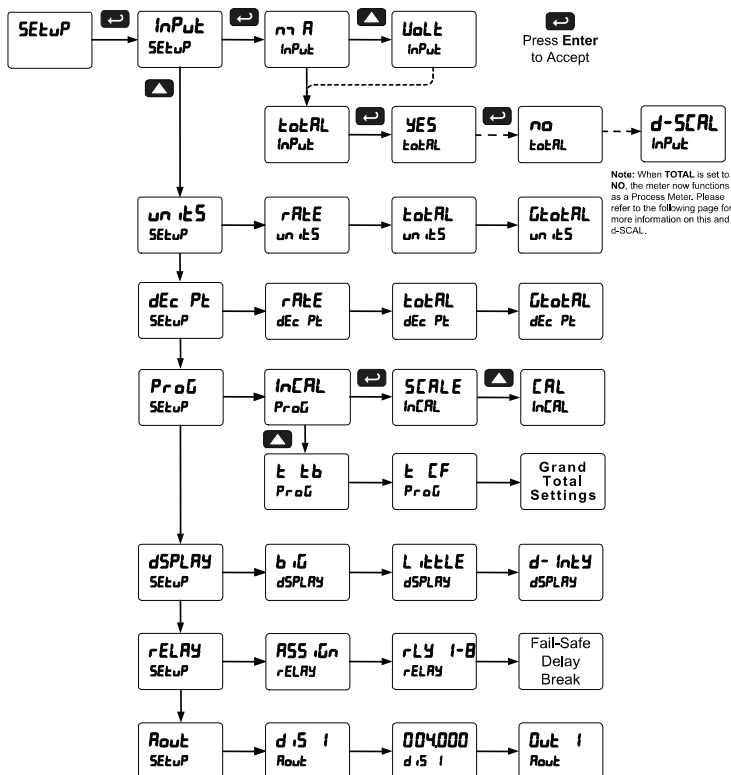 SEtuP
InPut
SEtuP
mA
InPut
VoLt
InPut
Press Enter
to Accept
totAL
InPut
YES
totAL
no
totAL
d-SCAL
InPut
Note: When TOTAL is set to
NO, the meter now functions
as a Process Meter. Please
refer to the following page for
more information on this and
d-SCAL.
unitS
SEtuP
rAtE
unitS
totAL
unitS
GtotAL
unitS
dEc Pt
SEtuP
rAtE
dEc Pt
totAL
dEc Pt
GtotAL
dEc Pt
ProG
SEtuP
InCAL
ProG
SCALE
InCAL
CAL
InCAL
t tb
ProG
t CF
ProG
Grand
Total
Settings
dSPLAY
SEtuP
biG
dSPLAY
LittLE
dSPLAY
d-IntY
dSPLAY
rELAY
SEtuP
ASSiGn
rELAY
rLY 1-8
rELAY
Fail-Safe
Delay
Break
Aout
SEtuP
diS 1
Aout
004.000
diS 1
Out 1
Aout